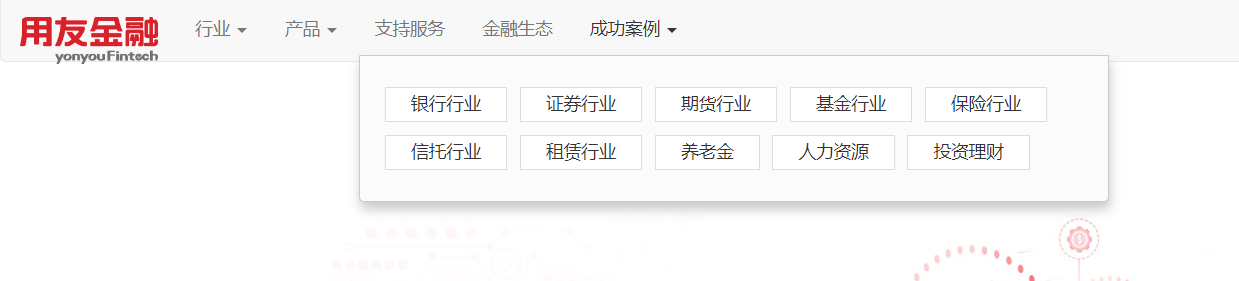 用友金融 行业 产品 支持服务 金融生态 成功案例
yonyouFintech
银行行业 证券行业 期货行业 基金行业 保险行业
信托行业 租赁行业 养老金 人力资源 投资理财